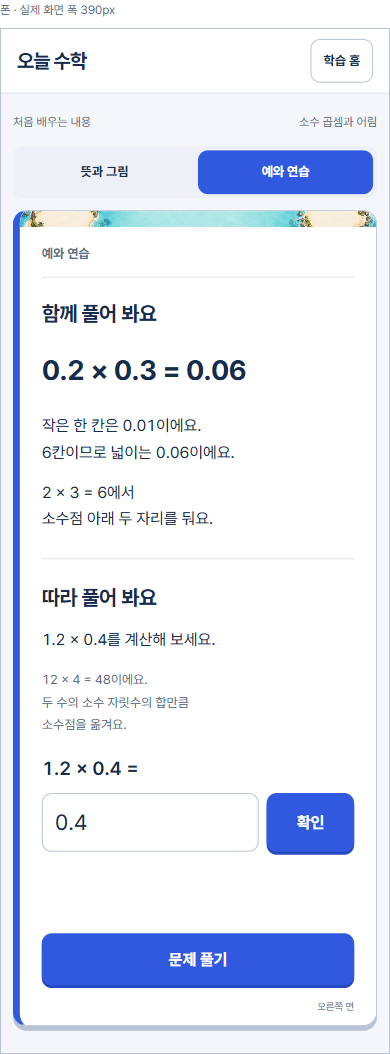 폰 · 실제 화면 폭 390px
오늘 수학
학습 홈
처음 배우는 내용
소수 곱셈과 어림
뜻과 그림
예와 연습
예와 연습
함께 풀어 봐요
0.2 × 0.3 = 0.06
작은 한 칸은 0.01이에요.
6칸이므로 넓이는 0.06이에요.
2 × 3 = 6에서
소수점 아래 두 자리를 둬요.
따라 풀어 봐요
1.2 × 0.4를 계산해 보세요.
12 × 4 = 48이에요.
두 수의 소수 자릿수의 합만큼
소수점을 옮겨요.
1.2 × 0.4 =
0.4
확인
문제 풀기
오른쪽 면